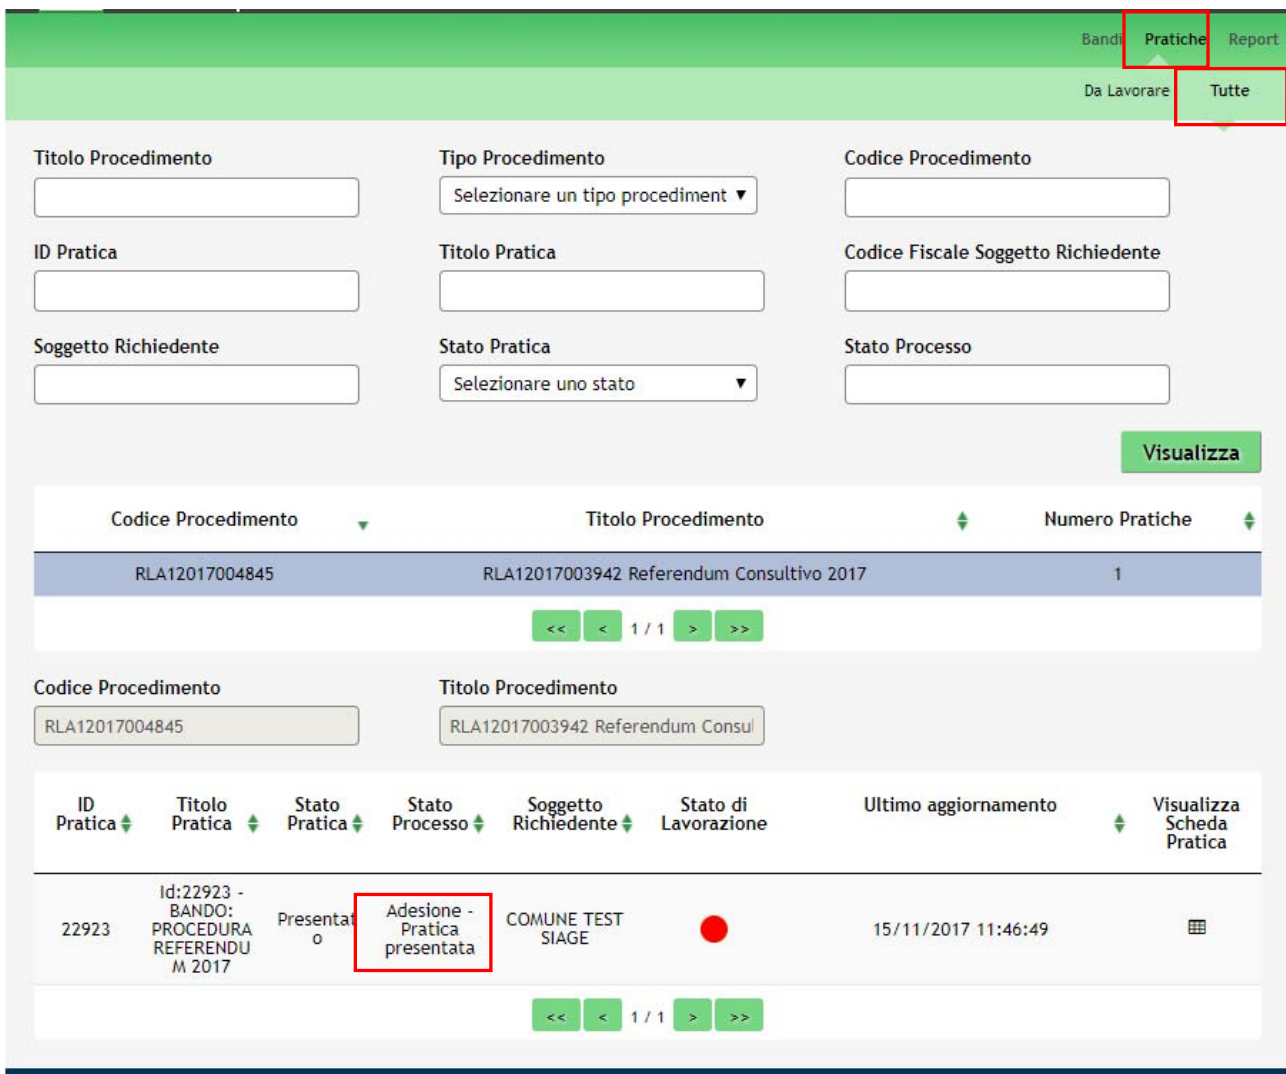 Bandi Pratiche Report
Da Lavorare Tutte
Titolo Procedimento Tipo Procedimento Codice Procedimento
Selezionare un tipo procediment ▼
ID Pratica Titolo Pratica Codice Fiscale Soggetto Richiedente
Soggetto Richiedente Stato Pratica Stato Processo
Selezionare uno stato ▼
Visualizza
Codice Procedimento Titolo Procedimento Numero Pratiche
RLA12017004845 RLA12017003942 Referendum Consultivo 2017 1
<< < 1 / 1 > >>
Codice Procedimento Titolo Procedimento
RLA12017004845 RLA12017003942 Referendum Consul
ID
Pratica
Titolo
Pratica
Stato
Pratica
Stato
Processo
Soggetto
Richiedente
Stato di
Lavorazione
Ultimo aggiornamento
Visualizza
Scheda
Pratica
22923
Id:22923 -
BANDO:
PROCEDURA
REFERENDU
M 2017
Presentat
o
Adesione -
Pratica
presentata
COMUNE TEST
SIAGE
15/11/2017 11:46:49
<< < 1 / 1 > >>